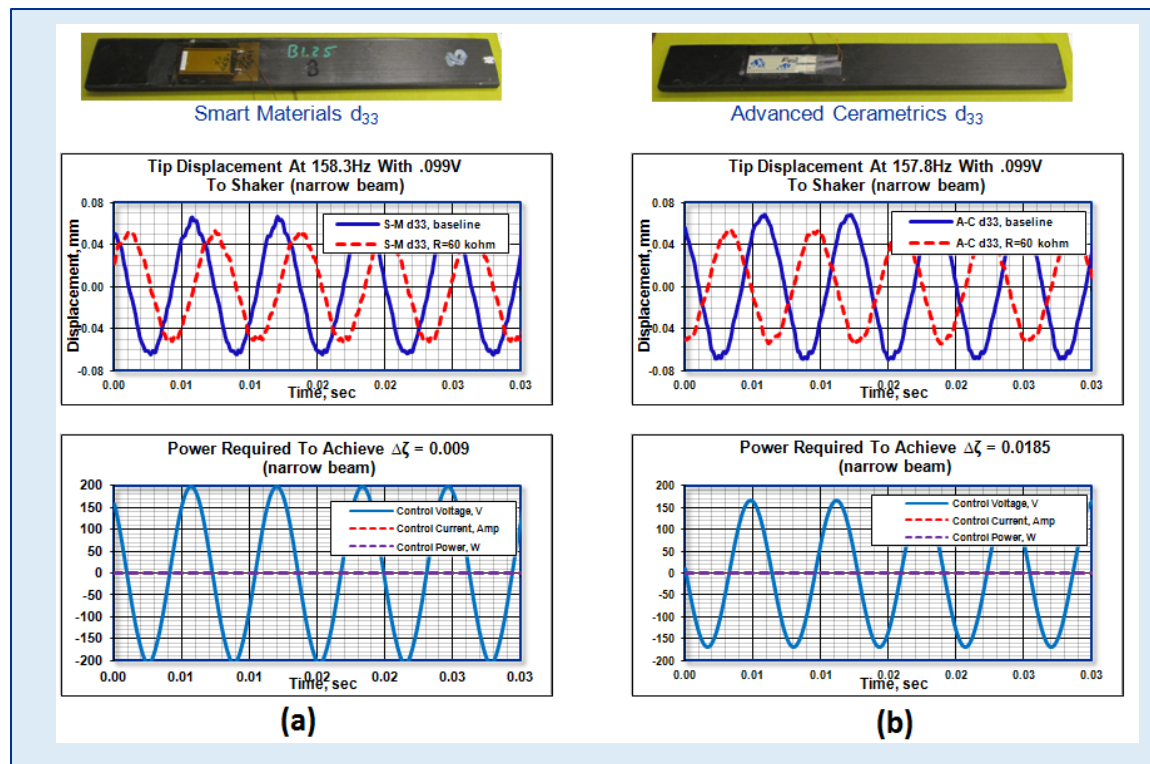 B1.25
Smart Materials d33
Advanced Cerametrics d33
Tip Displacement At 158.3Hz With .099V
To Shaker (narrow beam)
Displacement, mm
0.08
0.04
0.00
-0.04
-0.08
S-M d33, baseline
S-M d33, R=60 kohm
0.00 0.01 0.01 0.02 0.02 0.03 0.03
Time, sec
Tip Displacement At 157.8Hz With .099V
To Shaker (narrow beam)
Displacement, mm
0.08
0.04
0.00
-0.04
-0.08
A-C d33, baseline
A-C d33, R=60 kohm
0.00 0.01 0.01 0.02 0.02 0.03 0.03
Time, sec
Power Required To Achieve Δζ = 0.009
(narrow beam)
200
150
100
50
0
-50
-100
-150
-200
Control Voltage, V
Control Current, Amp
Control Power, W
0.00 0.01 0.01 0.02 0.02 0.03 0.03
Time, sec
(a)
Power Required To Achieve Δζ = 0.0185
(narrow beam)
200
150
100
50
0
-50
-100
-150
-200
Control Voltage, V
Control Current, Amp
Control Power, W
0.00 0.01 0.01 0.02 0.02 0.03 0.03
Time, sec
(b)